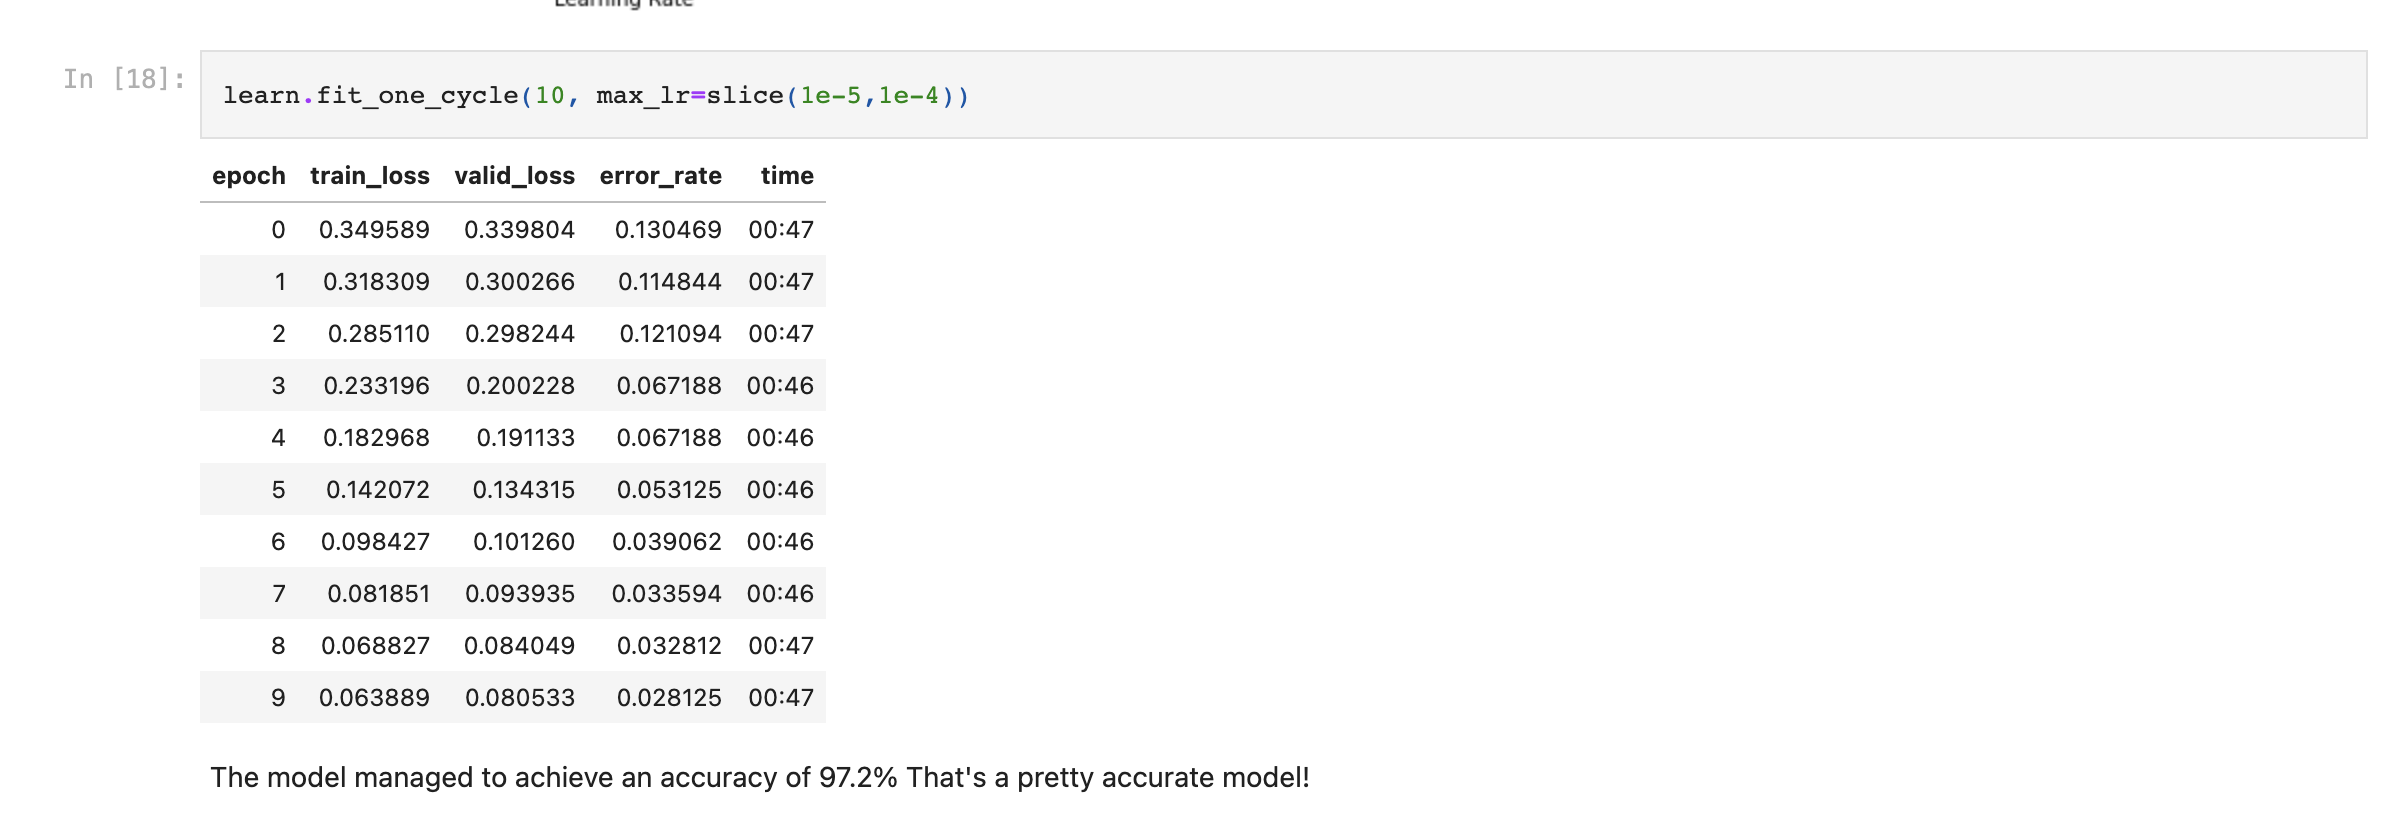 Learning Rate
In [18]:
learn.fit_one_cycle(10, max_lr=slice(1e-5,1e-4))
epoch train_loss valid_loss error_rate time
0 0.349589 0.339804 0.130469 00:47
1 0.318309 0.300266 0.114844 00:47
2 0.285110 0.298244 0.121094 00:47
3 0.233196 0.200228 0.067188 00:46
4 0.182968 0.191133 0.067188 00:46
5 0.142072 0.134315 0.053125 00:46
6 0.098427 0.101260 0.039062 00:46
7 0.081851 0.093935 0.033594 00:46
8 0.068827 0.084049 0.032812 00:47
9 0.063889 0.080533 0.028125 00:47
The model managed to achieve an accuracy of 97.2% That's a pretty accurate model!